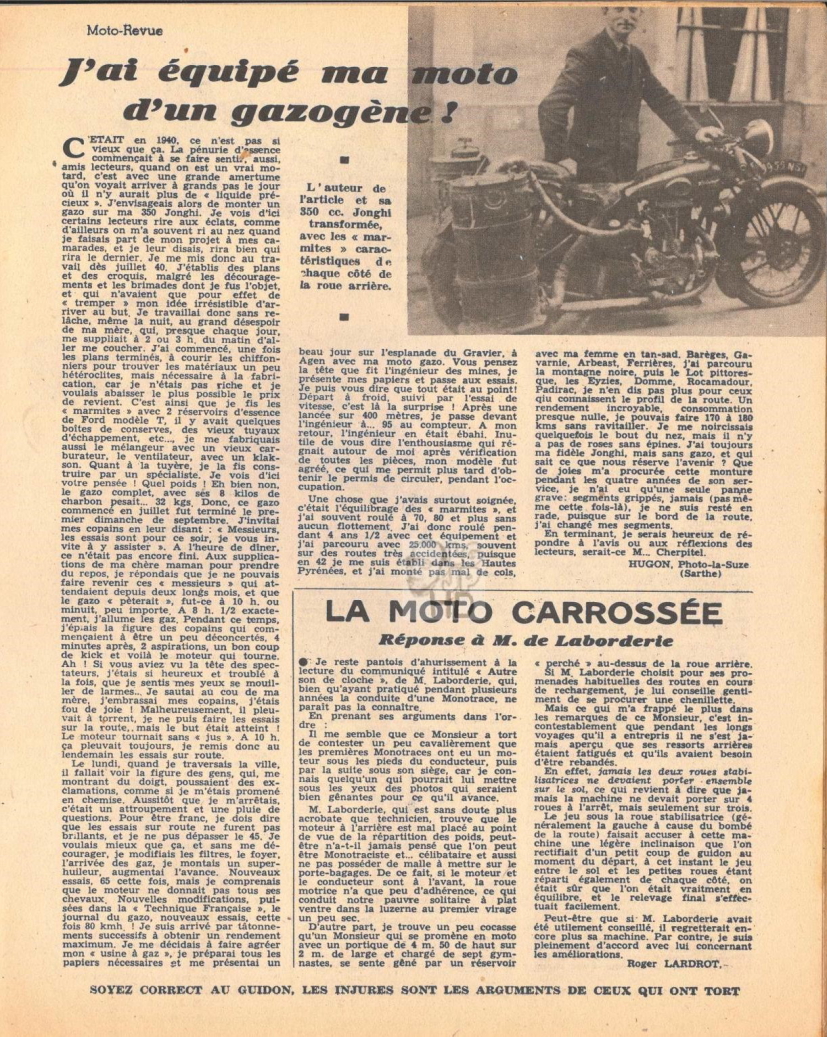 Moto-Revue
J'ai équipé ma moto
d'un gazogène !
C'ETAIT en 1940, ce n'est pas si
vieux que ça. La pénurie d'essence
commençait à se faire sentir, aussi,
amis lecteurs, quand on est un vrai mo-
tard, c'est avec une grande amertume
qu'on voyait arriver à grands pas le jour
où il n'y aurait plus de « liquide pré-
cieux ». J'envisageais alors de monter un
gazo sur ma 350 Jonghi. Je vois d'ici
certains lecteurs rire aux éclats, comme
d'ailleurs on m'a souvent ri au nez quand
je faisais part de mon projet à mes ca-
marades, et je leur disais, rira bien qui
rira le dernier. Je me mis donc au tra-
vail dès juillet 40. J'établis des plans
et des croquis, malgré les décourage-
ments et les brimades dont je fus l'objet,
et qui n'avaient que pour effet de
« tremper » mon idée irrésistible d'ar-
river au but. Je travaillai donc sans re-
lâche, même la nuit, au grand désespoir
de ma mère, qui, presque chaque jour,
me suppliait à 2 ou 3 h. du matin d'al-
ler me coucher. J'ai commencé, une fois
les plans terminés, à courir les chiffon-
niers pour trouver les matériaux un peu
hétéroclites, mais nécessaire à la fabri-
cation, car je n'étais pas riche et je
voulais abaisser le plus possible le prix
de revient. C'est ainsi que je fis les
« marmites » avec 2 réservoirs d'essence
de Ford modèle T, il y avait quelques
boîtes de conserves, des vieux tuyaux
d'échappement, etc..., je me fabriquais
aussi le mélangeur avec un vieux car-
burateur, le ventilateur, avec un klak-
son. Quant à la tuyère, je la fis cons-
truire par un spécialiste. Je vois d'ici
votre pensée ! Quel poids ! Eh bien non,
le gazo complet, avec ses 8 kilos de
charbon pesait... 32 kgs. Donc, ce gazo
commencé en juillet fut terminé le pre-
mier dimanche de septembre. J'invitai
mes copains en leur disant : « Messieurs,
les essais sont pour ce soir, je vous in-
vite à y assister ». A l'heure de dîner,
ce n'était pas encore fini. Aux supplica-
tions de ma chère maman pour prendre
du repos, je répondais que je ne pouvais
faire revenir ces « messieurs » qui at-
tendaient depuis deux longs mois, et que
le gazo « pèterait », fut-ce à 10 h. ou
minuit, peu importe. A 8 h. 1/2 exacte-
ment, j'allume les gaz. Pendant ce temps,
j'épiais la figure des copains qui com-
mençaient à être un peu déconcertés, 4
minutes après, 2 aspirations, un bon coup
de kick et voilà le moteur qui tourne.
Ah ! Si vous aviez vu la tête des spec-
tateurs, j'étais si heureux et troublé à
la fois, que je sentis mes yeux se mouil-
ler de larmes... Je sautai au cou de ma
mère, j'embrassai mes copains, j'étais
fou de joie ! Malheureusement, il pleu-
vait à torrent, je ne puis faire les essais
sur la route... mais le but était atteint !
Le moteur tournait sans « jus ». A 10 h.
ça pleuvait toujours, je remis donc au
lendemain les essais sur route.
Le lundi, quand je traversais la ville,
il fallait voir la figure des gens, qui, me
montrant du doigt, poussaient des ex-
clamations, comme si je m'étais promené
en chemise. Aussitôt que je m'arrêtais,
c'était un attroupement et une pluie de
questions. Pour être franc, je dois dire
que les essais sur route ne furent pas
brillants, et je ne pus dépasser le 45. Je
voulais mieux que ça, et sans me dé-
courager, je modifiais les filtres, le foyer,
l'arrivée des gaz, je montais un super-
huileur, augmentai l'avance. Nouveaux
essais, 65 cette fois, mais je comprenais
que le moteur ne donnait pas tous ses
chevaux. Nouvelles modifications, pui-
sées dans la « Technique Française », le
journal du gazo, nouveaux essais, cette
fois 80 kmh. ! Je suis arrivé par tâtonne-
ments successifs à obtenir un rendement
maximum. Je me décidais à faire agréer
mon « usine à gaz », je préparai tous les
papiers nécessaires et me présentai un
L'auteur de
l'article et sa
350 cc. Jonghi
transformée,
avec les « mar-
mites » carac-
téristiques de
chaque côté de
la roue arrière.
beau jour sur l'esplanade du Gravier, à
Agen avec ma moto gazo. Vous pensez
la tête que fit l'ingénieur des mines, je
présente mes papiers et passe aux essais.
Je puis vous dire que tout était au point !
Départ à froid, suivi par l'essai de
vitesse, c'est là la surprise ! Après une
lancée sur 400 mètres, je passe devant
l'ingénieur à... 95 au compteur. A mon
retour, l'ingénieur en était ébahi. Inu-
tile de vous dire l'enthousiasme qui ré-
gnait autour de moi après vérification
de toutes les pièces, mon modèle fut
agréé, ce qui me permit plus tard d'ob-
tenir le permis de circuler, pendant l'oc-
cupation.
Une chose que j'avais surtout soignée,
c'était l'équilibrage des « marmites », et
j'ai souvent roulé à 70, 80 et plus sans
aucun flottement. J'ai donc roulé pen-
dant 4 ans 1/2 avec cet équipement et
j'ai parcouru avec 25.000 kms, souvent
sur des routes très accidentées, puisque
en 42 je me suis établi dans les Hautes
Pyrénées, et j'ai monté pas mal de cols,
avec ma femme en tan-sad. Barèges, Ga-
varnie, Arbeast, Ferrières, j'ai parcouru
la montagne noire, puis le Lot pittores-
que, les Eyzies, Domme, Rocamadour,
Padirac, je n'en dis pas plus pour ceux
qiu connaissent le profil de la route. Un
rendement incroyable, consommation
presque nulle, je pouvais faire 170 à 180
kms sans ravitailler. Je me noircissais
quelquefois le bout du nez, mais il n'y
a pas de roses sans épines. J'ai toujours
ma fidèle Jonghi, mais sans gazo, et qui
sait ce que nous réserve l'avenir ? Que
de joies m'a procurée cette monture
pendant les quatre années de son ser-
vice, je n'ai eu qu'une seule panne
grave: segments grippés, jamais (pas mê-
me cette fois-là), je ne suis resté en
rade, puisque sur le bord de la route,
j'ai changé mes segments.
En terminant, je serais heureux de ré-
pondre à l'avis ou aux réflexions des
lecteurs, serait-ce M... Cherpitel.
HUGON, Photo-la-Suze
(Sarthe)
LA MOTO CARROSSÉE
Réponse à M. de Laborderie
● Je reste pantois d'ahurissement à la
lecture du communiqué intitulé « Autre
son de cloche », de M. Laborderie, qui,
bien qu'ayant pratiqué pendant plusieurs
années la conduite d'une Monotrace, ne
paraît pas la connaître.
En prenant ses arguments dans l'or-
dre :
Il me semble que ce Monsieur a tort
de contester un peu cavalièrement que
les premières Monotraces ont eu un mo-
teur sous les pieds du conducteur, puis
par la suite sous son siège, car je con-
nais quelqu'un qui pourrait lui mettre
sous les yeux des photos qui seraient
bien gênantes pour ce qu'il avance.
M. Laborderie, qui est sans doute plus
acrobate que technicien, trouve que le
moteur à l'arrière est mal placé au point
de vue de la répartition des poids, peut-
être n'a-t-il jamais pensé que l'on peut
être Monotraciste et... célibataire et aussi
ne pas posséder de malle à mettre sur le
porte-bagages. De ce fait, si le moteur et
le conducteur sont à l'avant, la roue
motrice n'a que peu d'adhérence, ce qui
conduit notre pauvre solitaire à plat
ventre dans la luzerne au premier virage
un peu sec.
D'autre part, je trouve un peu cocasse
qu'un Monsieur qui se promène en moto
avec un portique de 4 m. 50 de haut sur
2 m. de large et chargé de sept gym-
nastes, se sente gêné par un réservoir
« perché » au-dessus de la roue arrière.
Si M. Laborderie choisit pour ses pro-
menades habituelles des routes en cours
de rechargement, je lui conseille genti-
ment de se procurer une chenillette.
Mais ce qui m'a frappé le plus dans
les remarques de ce Monsieur, c'est in-
contestablement que pendant les longs
voyages qu'il a entrepris il ne s'est ja-
mais aperçu que ses ressorts arrières
étaient fatigués et qu'ils avaient besoin
d'être rebandés.
En effet, jamais les deux roues stabi-
lisatrices ne devaient porter ensemble
sur le sol, ce qui revient à dire que ja-
mais la machine ne devait porter sur 4
roues à l'arrêt, mais seulement sur trois.
Le jeu sous la roue stabilisatrice (gé-
néralement la gauche à cause du bombé
de la route) faisait accuser à cette ma-
chine une légère inclinaison que l'on
rectifiait d'un petit coup de guidon au
moment du départ, à cet instant le jeu
entre le sol et les petites roues étant
réparti également de chaque côté, on
était sûr que l'on était vraiment en
équilibre, et le relevage final s'effec-
tuait facilement.
Peut-être que si M. Laborderie avait
été utilement conseillé, il regretterait en-
core plus sa machine. Par contre, je suis
pleinement d'accord avec lui concernant
les améliorations.
Roger LARDROT.
SOYEZ CORRECT AU GUIDON, LES INJURES SONT LES ARGUMENTS DE CEUX QUI ONT TORT